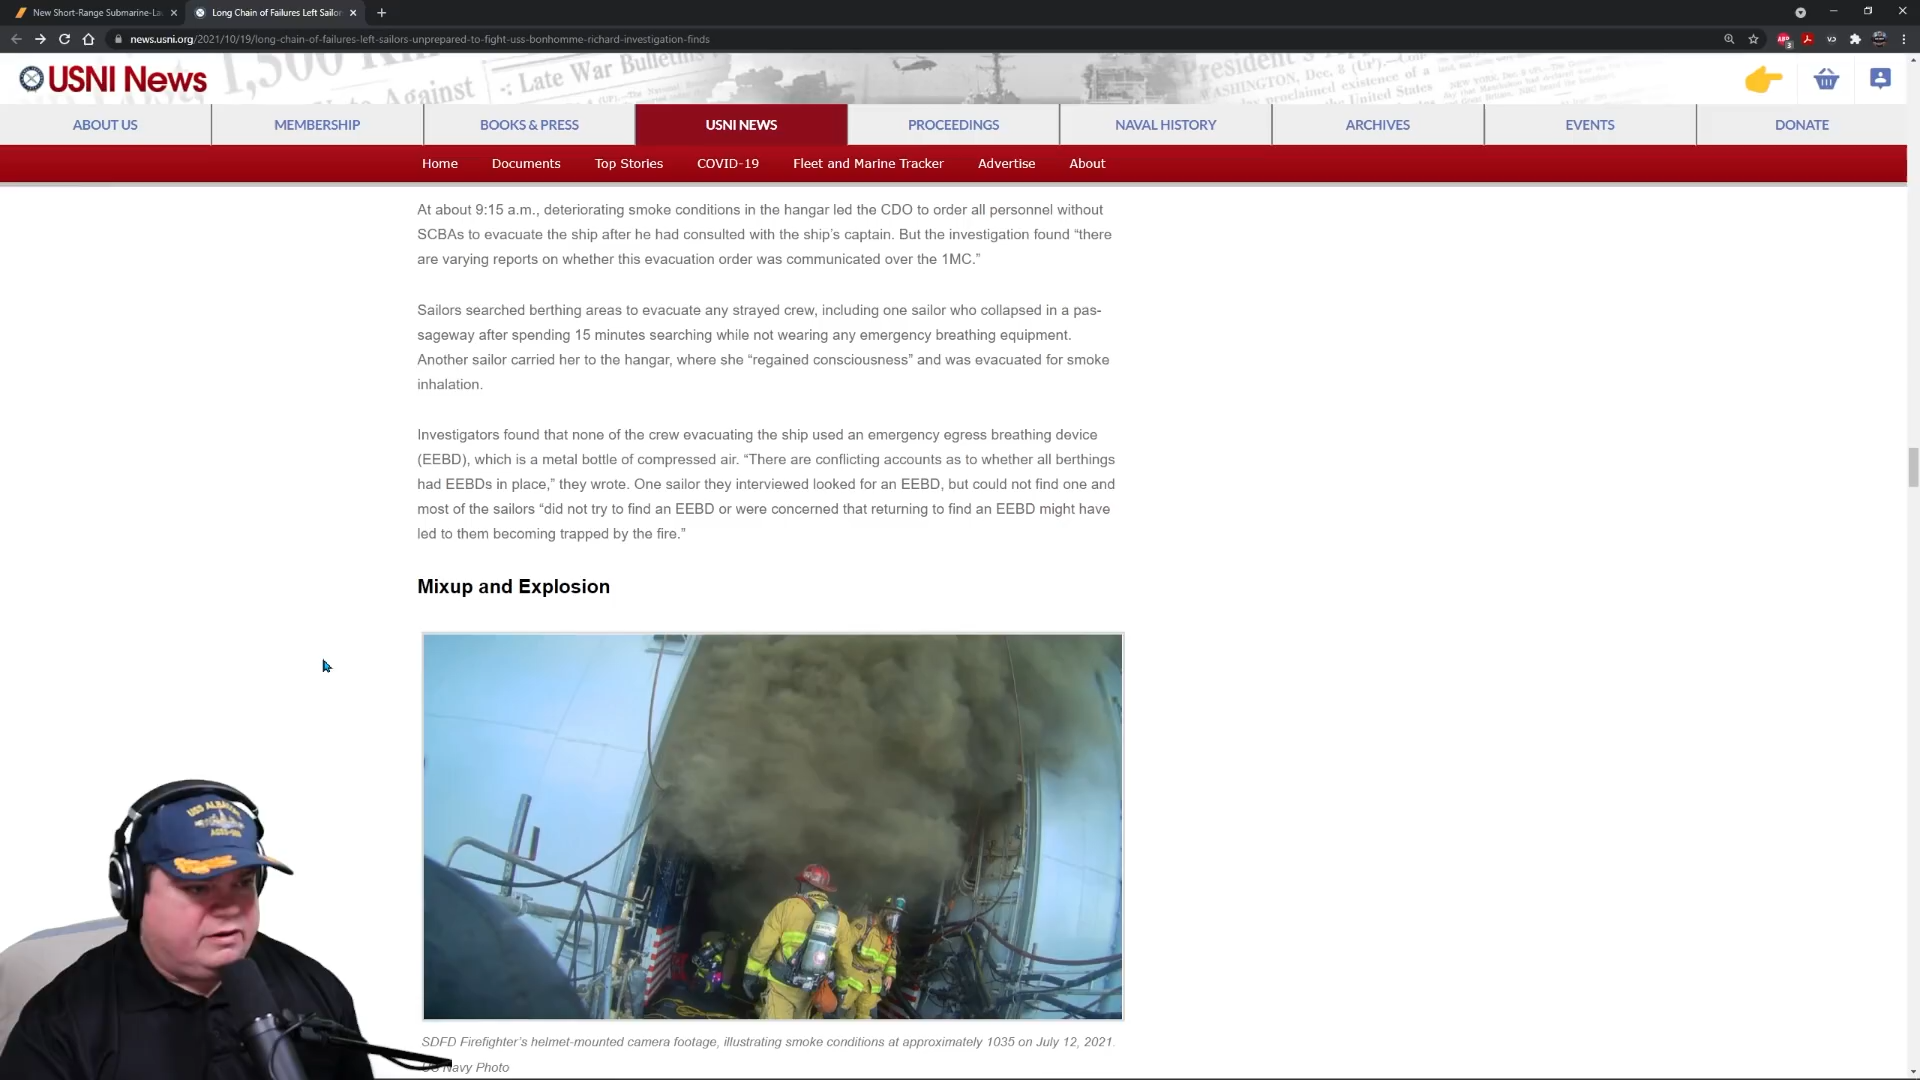 New Short-Range Submarine-La
Long Chain of Failures Left Sailor
news.usni.org/2021/10/19/long-chain-of-failures-left-sailors-unprepared-to-fight-uss-bonhomme-richard-investigation-finds
USNI News
Late War Bulletins
Against
President's
ABOUT US
MEMBERSHIP
BOOKS & PRESS
USNI NEWS
PROCEEDINGS
NAVAL HISTORY
ARCHIVES
EVENTS
DONATE
Home
Documents
Top Stories
COVID-19
Fleet and Marine Tracker
Advertise
About
At about 9:15 a.m., deteriorating smoke conditions in the hangar led the CDO to order all personnel without
SCBAs to evacuate the ship after he had consulted with the ship's captain. But the investigation found “there
are varying reports on whether this evacuation order was communicated over the 1MC.”
Sailors searched berthing areas to evacuate any strayed crew, including one sailor who collapsed in a pas-
sageway after spending 15 minutes searching while not wearing any emergency breathing equipment.
Another sailor carried her to the hangar, where she “regained consciousness” and was evacuated for smoke
inhalation.
Investigators found that none of the crew evacuating the ship used an emergency egress breathing device
(EEBD), which is a metal bottle of compressed air. “There are conflicting accounts as to whether all berthings
had EEBDs in place,” they wrote. One sailor they interviewed looked for an EEBD, but could not find one and
most of the sailors “did not try to find an EEBD or were concerned that returning to find an EEBD might have
led to them becoming trapped by the fire.”
Mixup and Explosion
USS ALBANY
SDFD Firefighter's helmet-mounted camera footage, illustrating smoke conditions at approximately 1035 on July 12, 2021.
Navy Photo